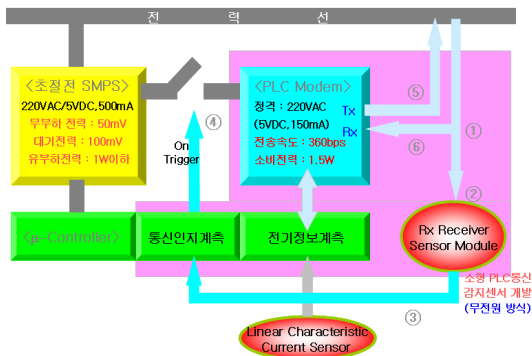 전 력 선
<초절전 SMPS>
220VAC/5VDC,500mA
무부하 전력 : 50mV
대기전력 : 100mV
유부하전력 : 1W이하
④
On
Trigger
<PLC Modem>
정격 : 220VAC
(5VDC, 150mA)
전송속도 : 360bps
소비전력 : 1.5W
Tx
Rx
⑤
⑥
①
②
<μ-Controller>
통신인지계측
전기정보계측
Rx Receiver
Sensor Module
소형 PLC통신
감지센서 개발
(무전원 방식)
③
Linear Characteristic
Current Sensor